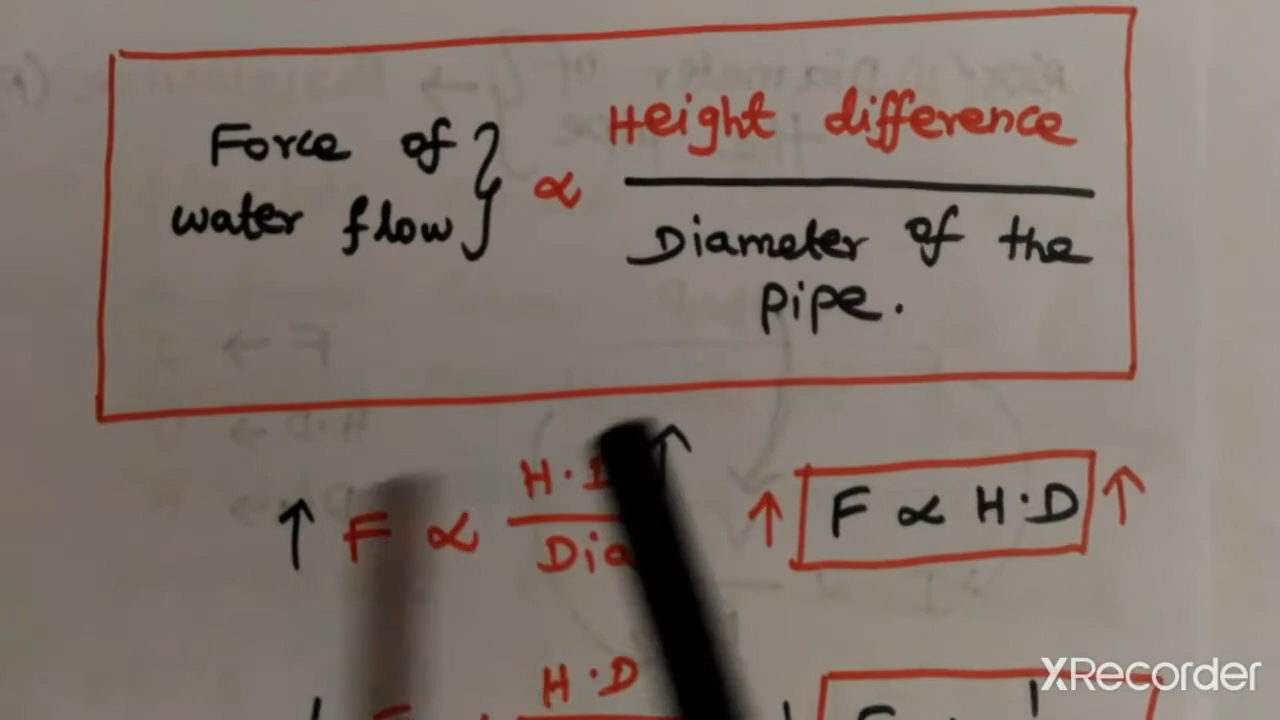 Force of
water flow } ∝
Height difference
Diameter of the
pipe.
↑ F ∝ H.D ↑
Dia
↑ F ∝ H.D ↑
H.D
XRecorder